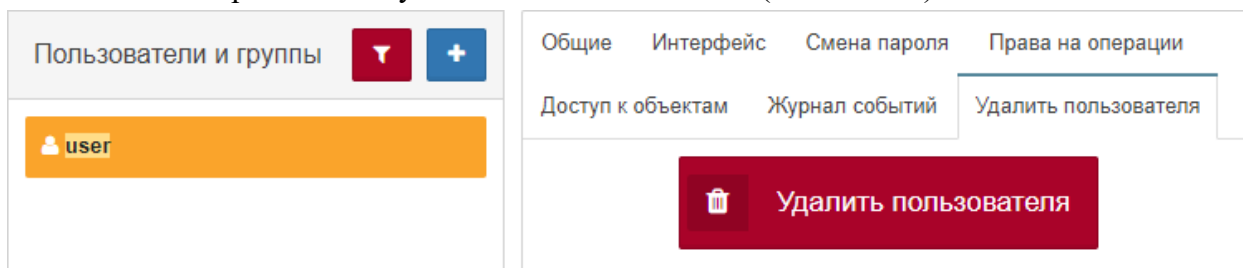 Пользователи и группы
user
Общие Интерфейс Смена пароля Права на операции
Доступ к объектам Журнал событий Удалить пользователя
Удалить пользователя